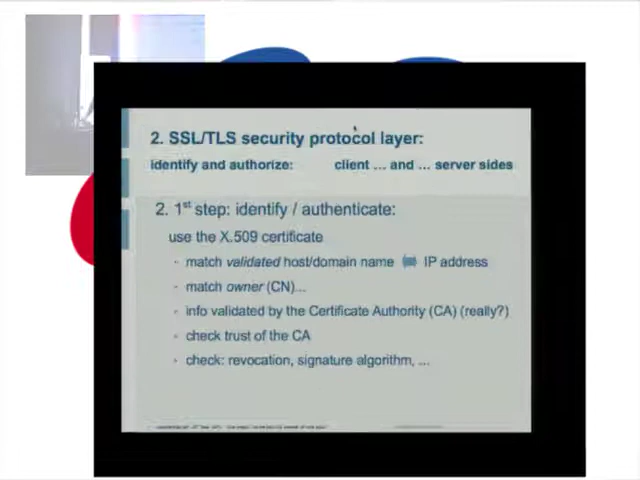 2. SSL/TLS security protocol layer:
identify and authorize: client ... and ... server sides
2. 1st step: identify / authenticate:
use the X.509 certificate
· match validated host/domain name IP address
· match owner (CN)...
· info validated by the Certificate Authority (CA) (really?)
· check trust of the CA
· check: revocation, signature algorithm, ...